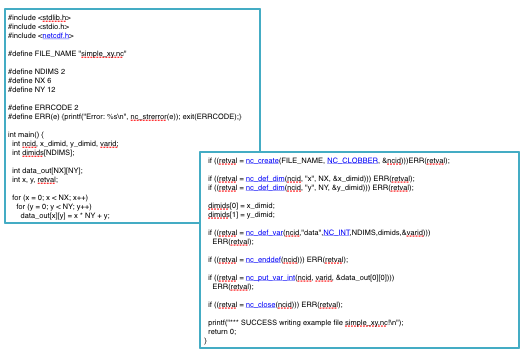 #include <stdlib.h>
#include <stdio.h>
#include <netcdf.h>
#define FILE_NAME "simple_xy.nc"
#define NDIMS 2
#define NX 6
#define NY 12
#define ERRCODE 2
#define ERR(e) {printf("Error: %s\n", nc_strerror(e)); exit(ERRCODE);}
int main() {
int ncid, x_dimid, y_dimid, varid;
int dimids[NDIMS];
int data_out[NX][NY];
int x, y, retval;
for (x = 0; x < NX; x++)
for (y = 0; y < NY; y++)
data_out[x][y] = x * NY + y;
if ((retval = nc_create(FILE_NAME, NC_CLOBBER, &ncid)))ERR(retval);
if ((retval = nc_def_dim(ncid, "x", NX, &x_dimid))) ERR(retval);
if ((retval = nc_def_dim(ncid, "y", NY, &y_dimid))) ERR(retval);
dimids[0] = x_dimid;
dimids[1] = y_dimid;
if ((retval = nc_def_var(ncid,"data",NC_INT,NDIMS,dimids,&varid)))
ERR(retval);
if ((retval = nc_enddef(ncid))) ERR(retval);
if ((retval = nc_put_var_int(ncid, varid, &data_out[0][0])))
ERR(retval);
if ((retval = nc_close(ncid))) ERR(retval);
printf("*** SUCCESS writing example file simple_xy.nc!\n");
return 0;
}